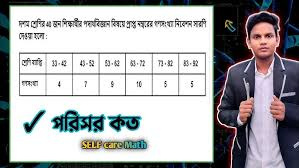 দশম শ্রেণির 40 জন শিক্ষার্থীর পদার্থবিজ্ঞান বিষয়ে প্রাপ্ত নম্বরের গণসংখ্যা নিবেশন সারণি
দেওয়া হলো :
শ্রেণি ব্যাপ্তি 33 - 42 43 - 52 53 - 62 63 - 72 73 - 82 83 - 92
গণসংখ্যা 4 7 9 10 5 5
✓ পরিসর কত
SELF care Math